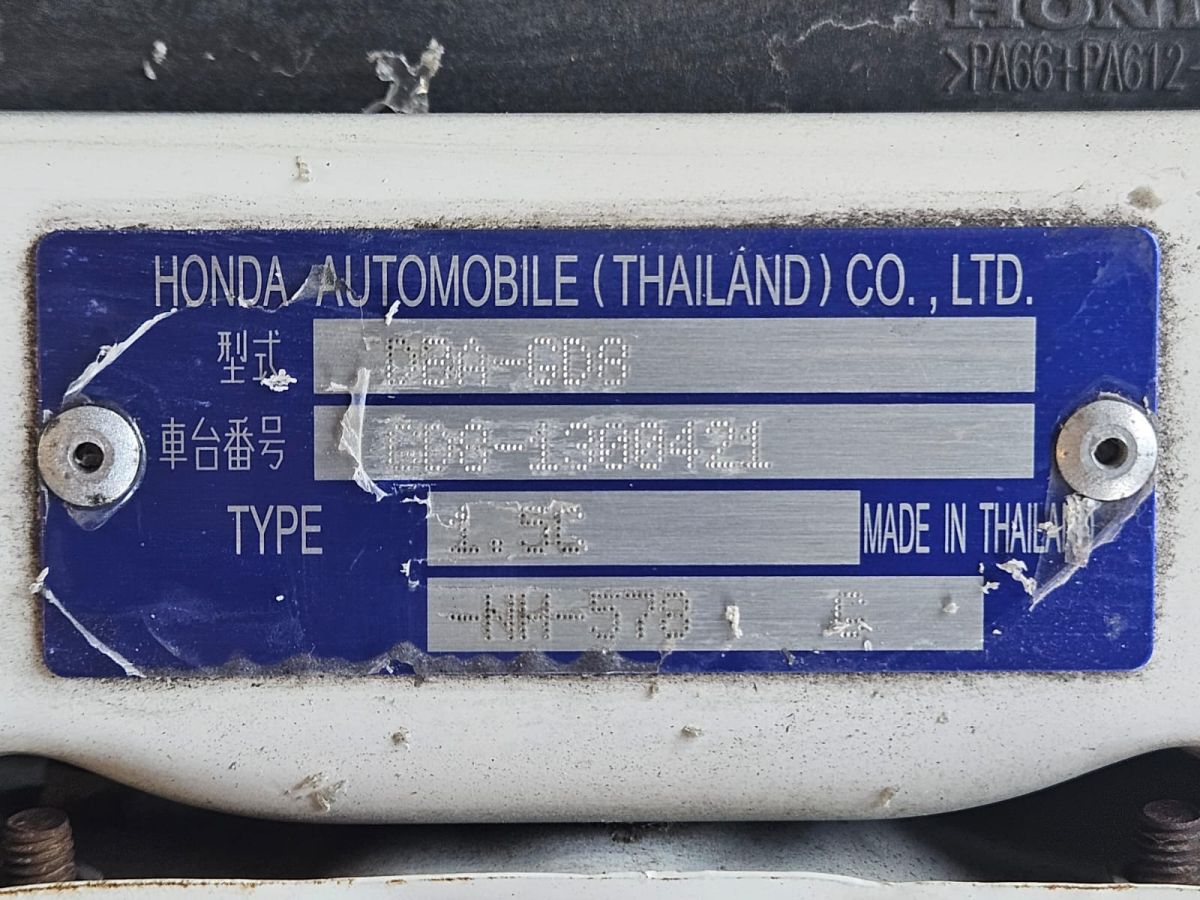 HONDA
>PA66+PA612-
HONDA AUTOMOBILE (THAILAND) CO., LTD.
型式 DBA-GD8
車台番号 GD8-1300421
TYPE 1.5C MADE IN THAILAND
-NH-578